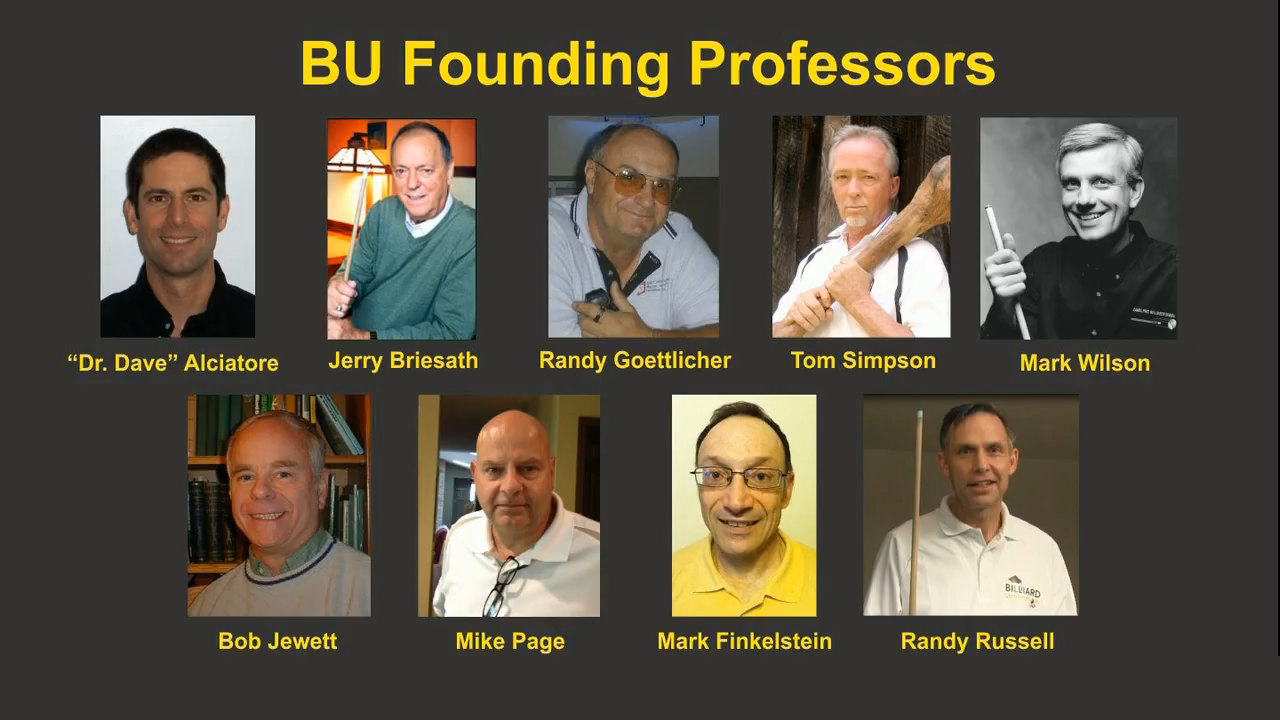 BU Founding Professors
“Dr. Dave” Alciatore
Jerry Briesath
Randy Goettlicher
Tom Simpson
Mark Wilson
BILLIARD
Bob Jewett
Mike Page
Mark Finkelstein
Randy Russell